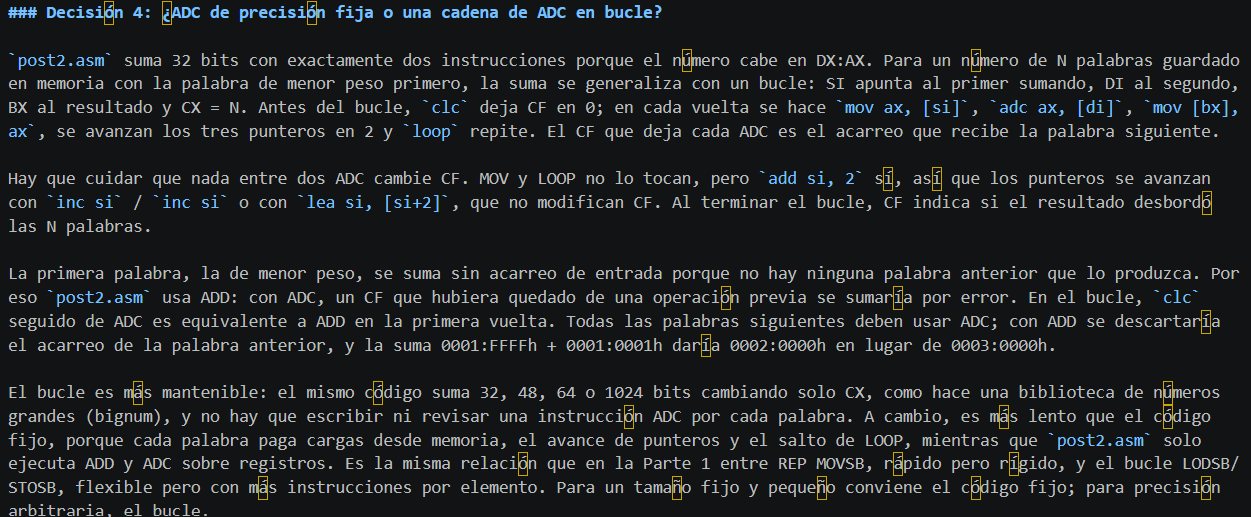 ### Decisión 4: ¿ADC de precisión fija o una cadena de ADC en bucle?
`post2.asm` suma 32 bits con exactamente dos instrucciones porque el número cabe en DX:AX. Para un número de N palabras guardado
en memoria con la palabra de menor peso primero, la suma se generaliza con un bucle: SI apunta al primer sumando, DI al segundo,
BX al resultado y CX = N. Antes del bucle, `clc` deja CF en 0; en cada vuelta se hace `mov ax, [si]`, `adc ax, [di]`, `mov [bx],
ax`, se avanzan los tres punteros en 2 y `loop` repite. El CF que deja cada ADC es el acarreo que recibe la palabra siguiente.
Hay que cuidar que nada entre dos ADC cambie CF. MOV y LOOP no lo tocan, pero `add si, 2` sí, así que los punteros se avanzan
con `inc si` / `inc si` o con `lea si, [si+2]`, que no modifican CF. Al terminar el bucle, CF indica si el resultado desbordó
las N palabras.
La primera palabra, la de menor peso, se suma sin acarreo de entrada porque no hay ninguna palabra anterior que lo produzca. Por
eso `post2.asm` usa ADD: con ADC, un CF que hubiera quedado de una operación previa se sumaría por error. En el bucle, `clc`
seguido de ADC es equivalente a ADD en la primera vuelta. Todas las palabras siguientes deben usar ADC; con ADD se descartaría
el acarreo de la palabra anterior, y la suma 0001:FFFFh + 0001:0001h daría 0002:0000h en lugar de 0003:0000h.
El bucle es más mantenible: el mismo código suma 32, 48, 64 o 1024 bits cambiando solo CX, como hace una biblioteca de números
grandes (bignum), y no hay que escribir ni revisar una instrucción ADC por cada palabra. A cambio, es más lento que el código
fijo, porque cada palabra paga cargas desde memoria, el avance de punteros y el salto de LOOP, mientras que `post2.asm` solo
ejecuta ADD y ADC sobre registros. Es la misma relación que en la Parte 1 entre REP MOVSB, rápido pero rígido, y el bucle LODSB/
STOSB, flexible pero con más instrucciones por elemento. Para un tamaño fijo y pequeño conviene el código fijo; para precisión
arbitraria, el bucle.